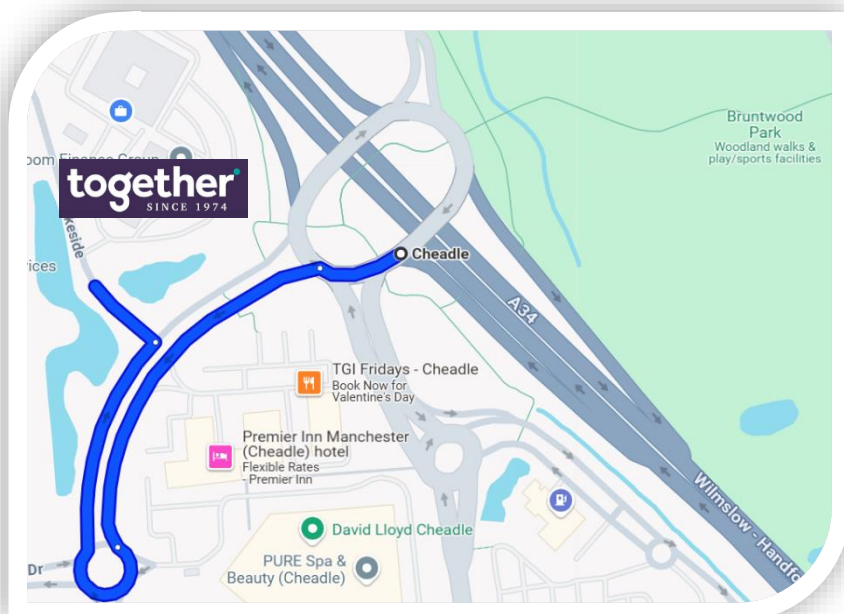 Bruntwood
Park
Woodland walks &
play/sports facilities
together
SINCE 1974
Cheadle
A34
TGI Fridays - Cheadle
Book Now for
Valentine's Day
Premier Inn Manchester
(Cheadle) hotel
Flexible Rates
- Premier Inn
David Lloyd Cheadle
PURE Spa &
Beauty (Cheadle)
Dr
Wilmslow - Handfo